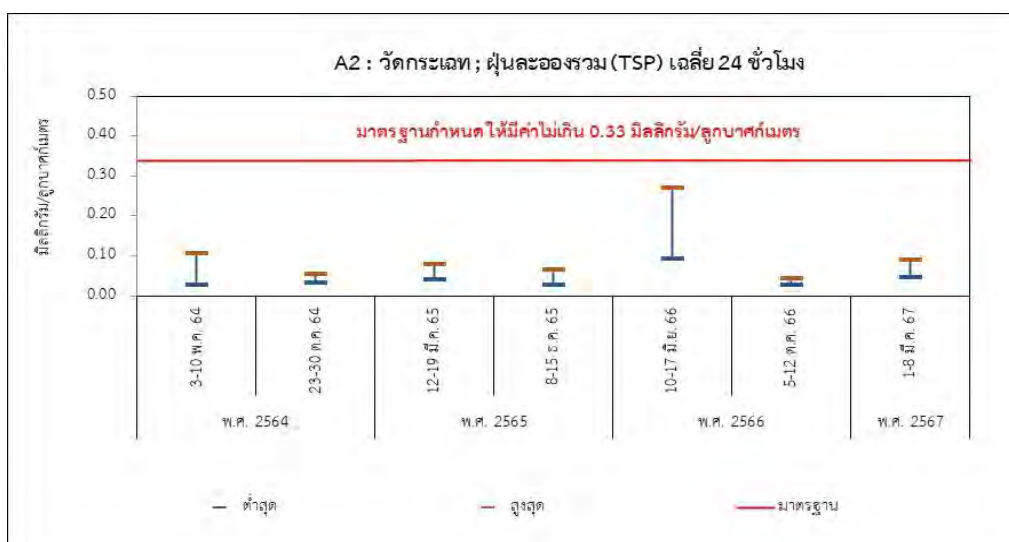 A2 : วัดกระเฉท ; ฝุ่นละอองรวม (TSP) เฉลี่ย 24 ชั่วโมง
มิลลิกรัม/ลูกบาศก์เมตร
0.50
0.40
0.30
0.20
0.10
0.00
มาตรฐานกำหนด ให้มีค่าไม่เกิน 0.33 มิลลิกรัม/ลูกบาศก์เมตร
3-10 พ.ค. 64
23-30 ต.ค 64
12-19 มี.ค. 65
8-15 ธ.ค. 65
10-17 มิ.ย. 66
5-12 ต.ค. 66
1-8 มี.ค. 67
พ.ศ. 2564
พ.ศ. 2565
พ.ศ. 2566
พ.ศ. 2567
ต่ำสุด
สูงสุด
มาตรฐาน